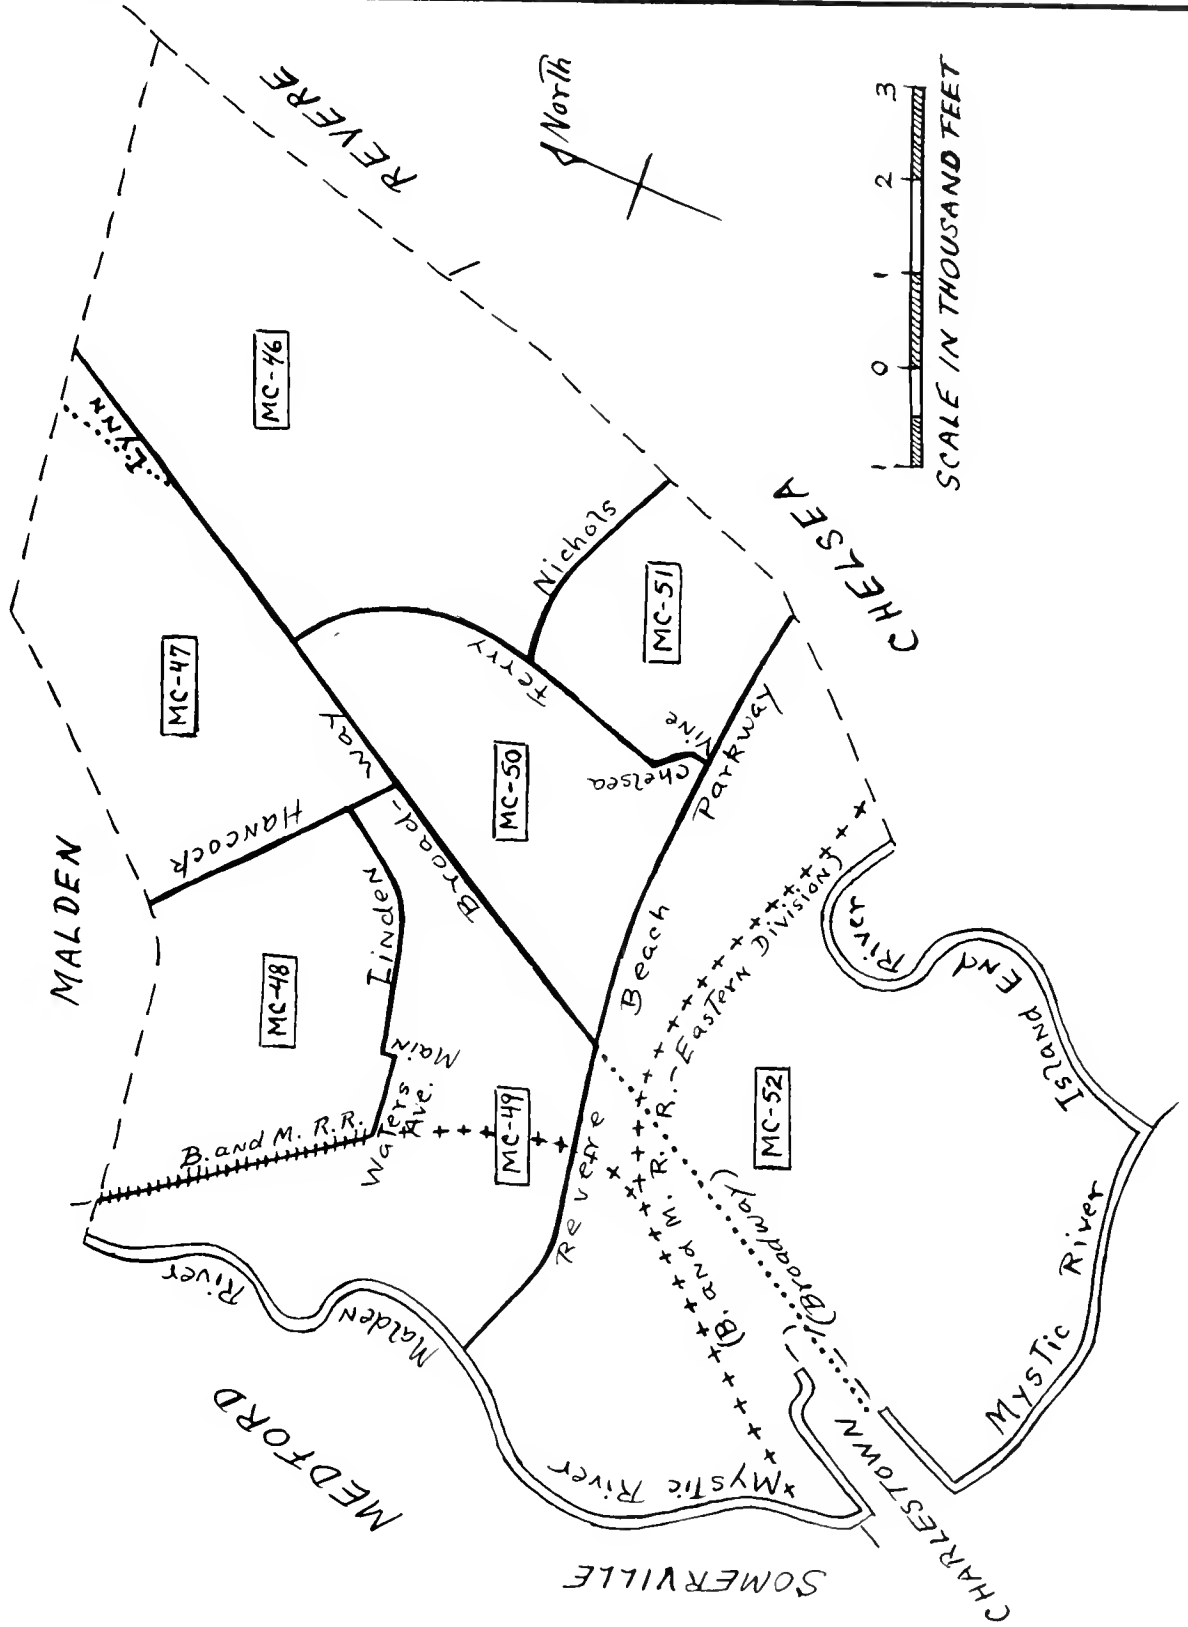 MALDEN
REVERE
North
MC-46
Lynn
MC-47
Hancock
Broad-
way
MC-48
Linden
Main
Waters
Ave.
B. and M. R.R.
MC-49
MC-50
Ferry
Nichols
MC-51
Chelsea
Vine
Revere
Beach
Parkway
CHELSEA
MC-52
(B. and M. R. R. - Eastern Division)
(Broadway)
Malden
River
MEDFORD
Mystic River
SOMERVILLE
CHARLESTOWN
Mystic
River
Island
End
River
1 0 1 2 3
SCALE IN THOUSAND FEET